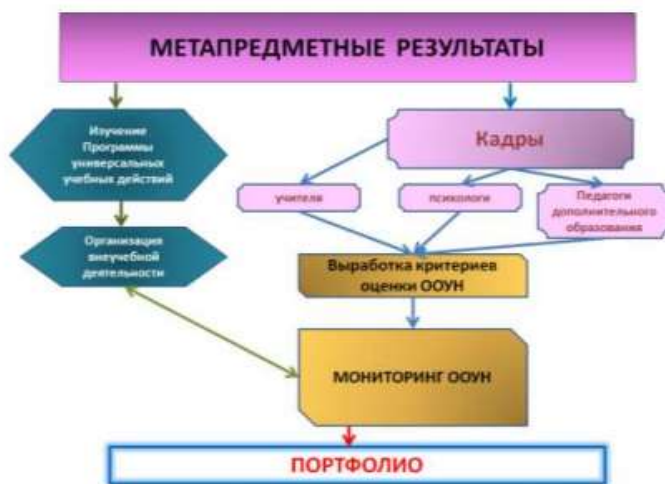 МЕТАПРЕДМЕТНЫЕ РЕЗУЛЬТАТЫ
Изучение
Программы
универсальных
учебных действий
Кадры
учителя
психологи
Педагоги
дополнительного
образования
Организация
внеучебной
деятельности
Выработка критериев
оценки ООУН
МОНИТОРИНГ ООУН
ПОРТФОЛИО